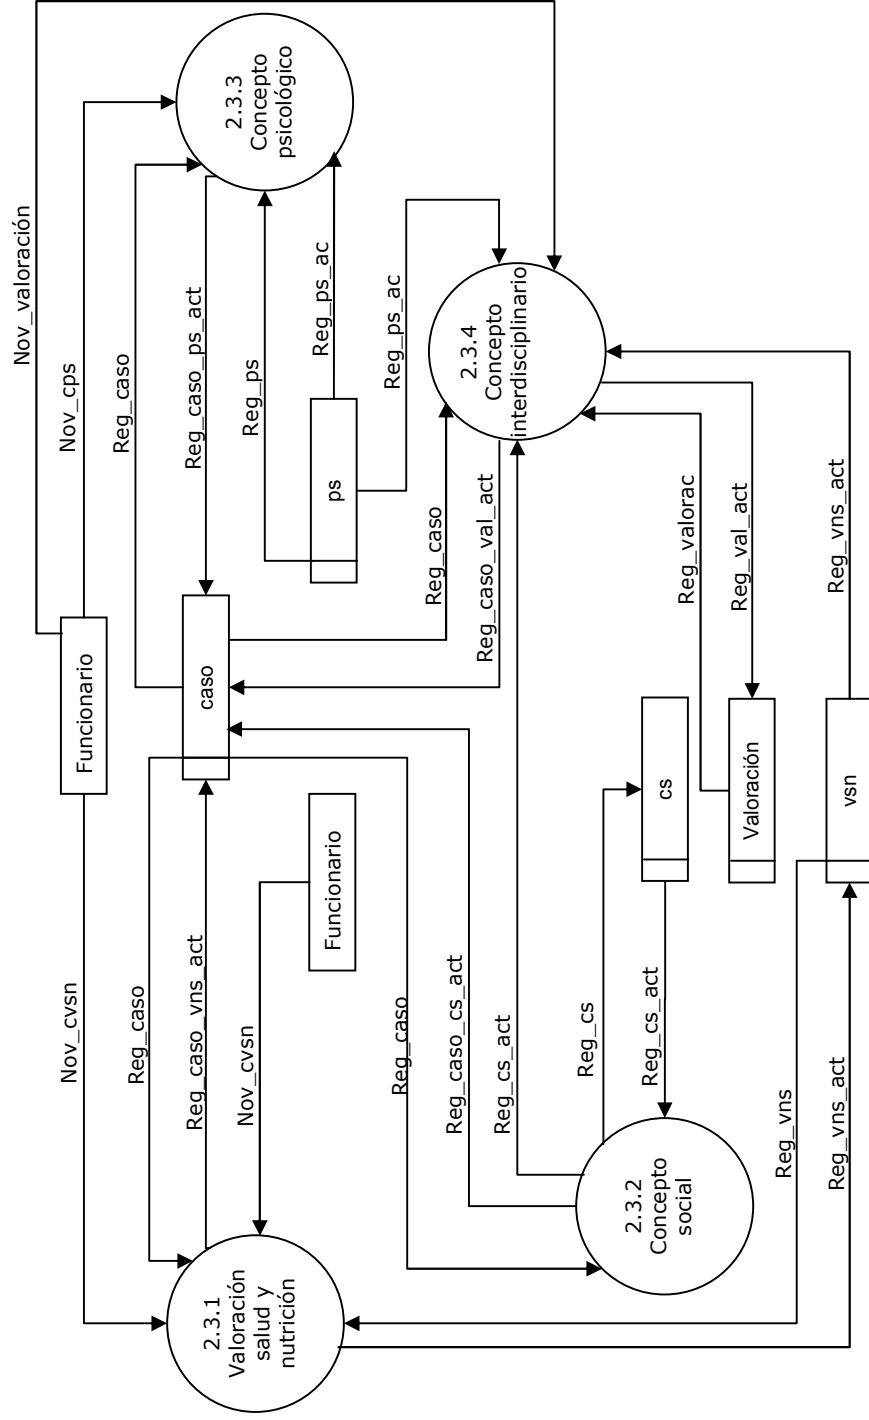 Nov_valoración
Nov_cps
Reg_caso
Reg_caso_ps_act
2.3.3
Concepto
psicológico
Reg_ps
Reg_ps_ac
Reg_ps_ac
ps
2.3.4
Concepto
interdisciplinario
Funcionario
caso
Reg_caso
Reg_caso_val_act
Reg_valorac
Reg_val_act
Reg_vns_act
Nov_cvsn
Reg_caso
Reg_caso_vns_act
Nov_cvsn
Funcionario
Reg_caso
Reg_caso_cs_act
Reg_cs_act
Reg_cs
Reg_cs_act
cs
Valoración
vsn
2.3.1
Valoración
salud y
nutrición
2.3.2
Concepto
social
Reg_vns
Reg_vns_act